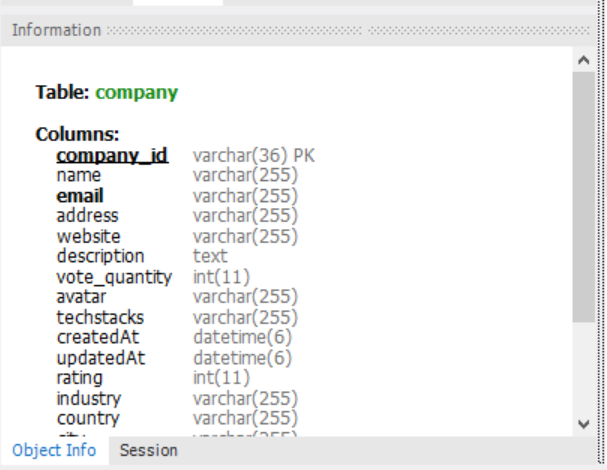 Information
Table: company
Columns:
company_id varchar(36) PK
name varchar(255)
email varchar(255)
address varchar(255)
website varchar(255)
description text
vote_quantity int(11)
avatar varchar(255)
techstacks varchar(255)
createdAt datetime(6)
updatedAt datetime(6)
rating int(11)
industry varchar(255)
country varchar(255)
Object Info Session